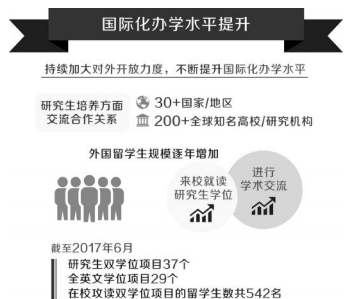 国际化办学水平提升
持续加大对外开放力度，不断提升国际化办学水平
研究生培养方面
交流合作关系
30+国家/地区
200+全球知名高校/研究机构
外国留学生规模逐年增加
来校就读
研究生学位
进行
学术交流
截至2017年6月
研究生双学位项目37个
全英文学位项目29个
在校攻读双学位项目的留学生数共542名